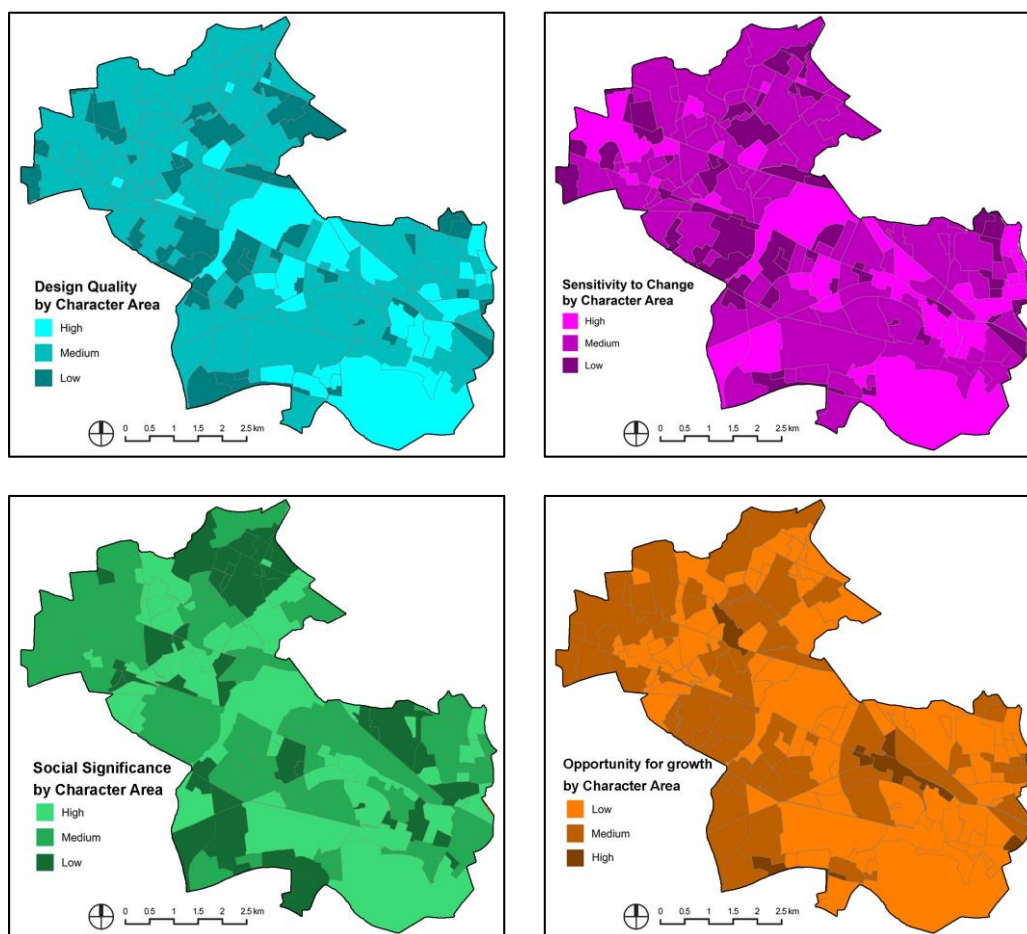 Design Quality
by Character Area
High
Medium
Low
0 0.5 1 1.5 2 2.5 km
Sensitivity to Change
by Character Area
High
Medium
Low
0 0.5 1 1.5 2 2.5 km
Social Significance
by Character Area
High
Medium
Low
0 0.5 1 1.5 2 2.5 km
Opportunity for growth
by Character Area
Low
Medium
High
0 0.5 1 1.5 2 2.5 km